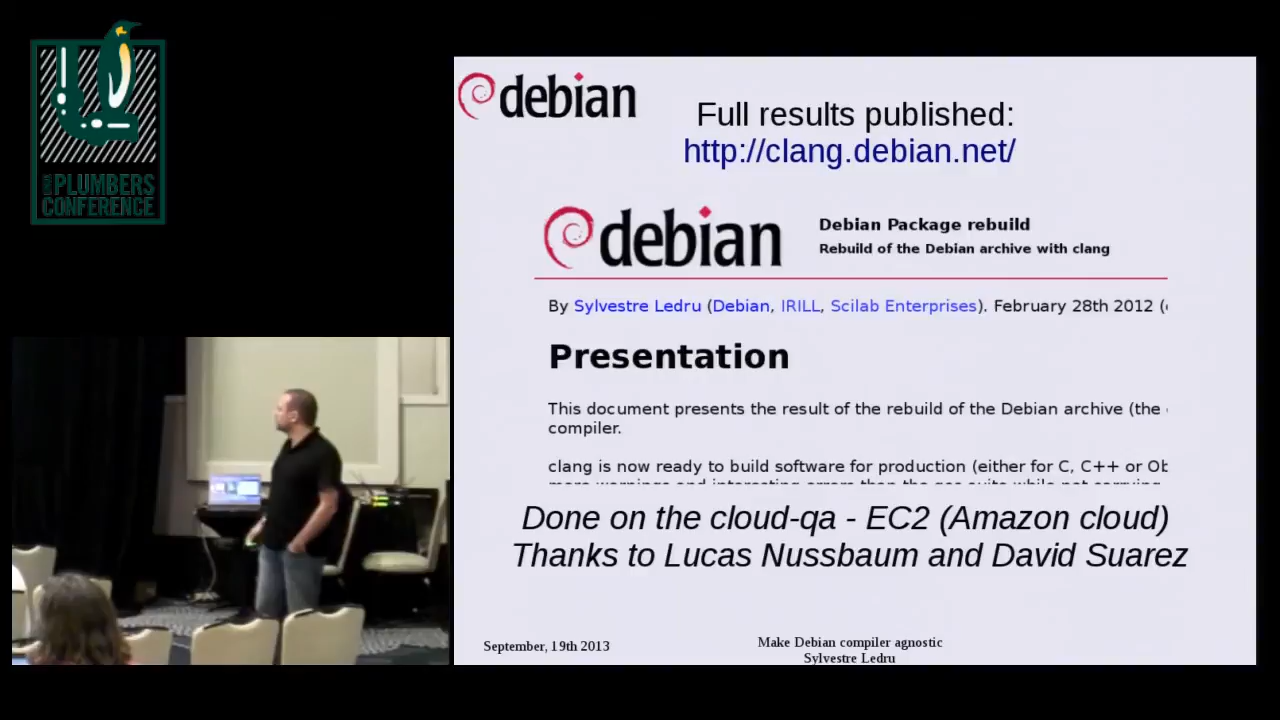 LINUX PLUMBERS
CONFERENCE
debian
Full results published:
http://clang.debian.net/
debian
Debian Package rebuild
Rebuild of the Debian archive with clang
By Sylvestre Ledru (Debian, IRILL, Scilab Enterprises). February 28th 2012 (
Presentation
This document presents the result of the rebuild of the Debian archive (the
compiler.
clang is now ready to build software for production (either for C, C++ or Ob
Done on the cloud-qa - EC2 (Amazon cloud)
Thanks to Lucas Nussbaum and David Suarez
September, 19th 2013
Make Debian compiler agnostic
Sylvestre Ledru